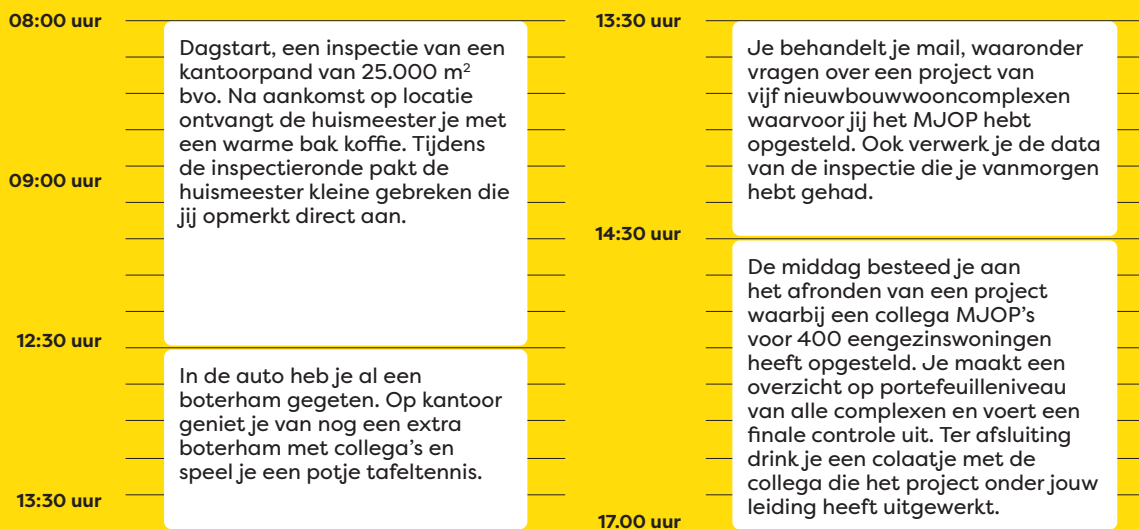 08:00 uur
Dagstart, een inspectie van een
kantoorpand van 25.000 m²
bvo. Na aankomst op locatie
ontvangt de huismeester je met
een warme bak koffie. Tijdens
de inspectieronde pakt de
huismeester kleine gebreken die
jij opmerkt direct aan.
09:00 uur
12:30 uur
In de auto heb je al een
boterham gegeten. Op kantoor
geniet je van nog een extra
boterham met collega's en
speel je een potje tafeltennis.
13:30 uur
13:30 uur
Je behandelt je mail, waaronder
vragen over een project van
vijf nieuwbouwwooncomplexen
waarvoor jij het MJOP hebt
opgesteld. Ook verwerk je de data
van de inspectie die je vanmorgen
hebt gehad.
14:30 uur
De middag besteed je aan
het afronden van een project
waarbij een collega MJOP's
voor 400 eengezinswoningen
heeft opgesteld. Je maakt een
overzicht op portefeuilleniveau
van alle complexen en voert een
finale controle uit. Ter afsluiting
drink je een colaatje met de
collega die het project onder jouw
leiding heeft uitgewerkt.
17.00 uur